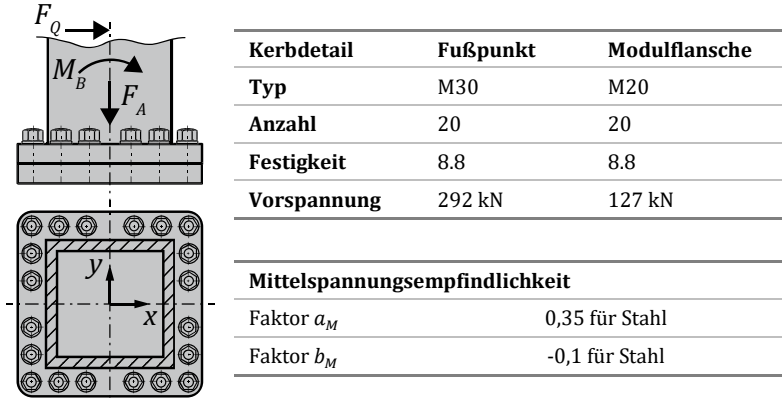 F_Q
M_B
F_A
y
x
Kerbdetail Fußpunkt Modulflansche
Typ M30 M20
Anzahl 20 20
Festigkeit 8.8 8.8
Vorspannung 292 kN 127 kN
Mittelspannungsempfindlichkeit
Faktor a_M 0,35 für Stahl
Faktor b_M -0,1 für Stahl